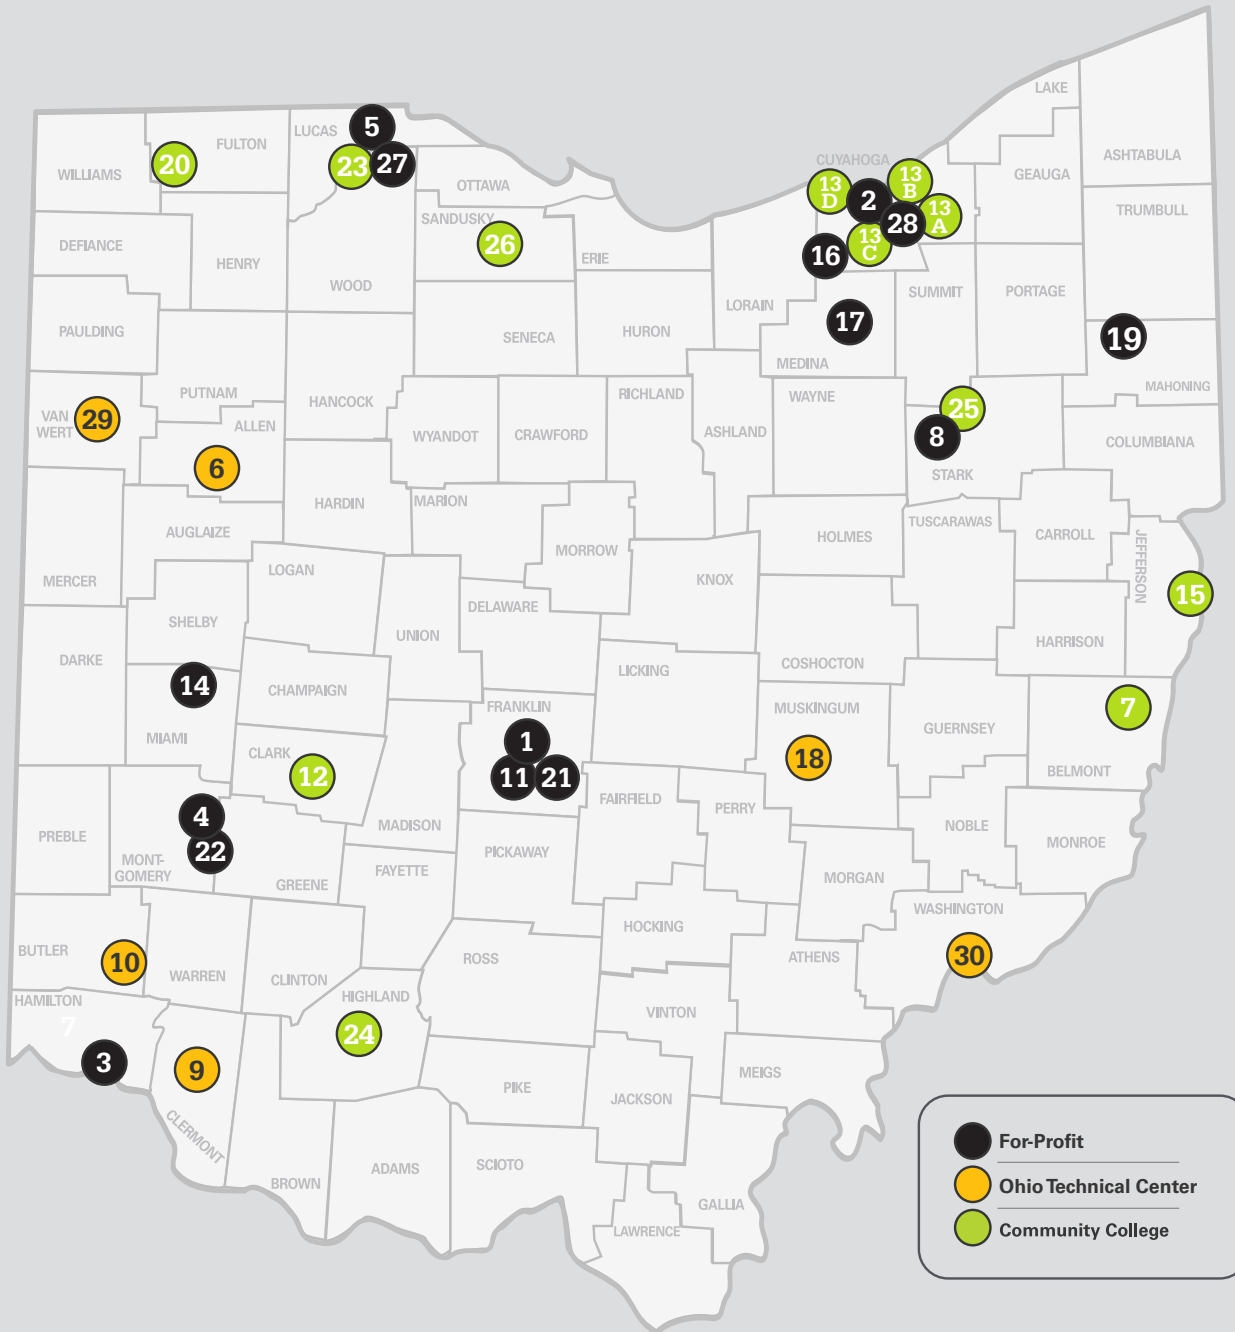 LAKE
LUCAS
5
FULTON
ASHTABULA
CUYAHOGA
20
23
27
WILLIAMS
GEAUGA
OTTAWA
13
D
2
13
B
13
A
TRUMBULL
SANDUSKY
28
26
DEFIANCE
13
C
16
ERIE
HENRY
WOOD
SUMMIT
PORTAGE
LORAIN
17
PAULDING
SENECA
HURON
19
MEDINA
MAHONING
PUTNAM
HANCOCK
RICHLAND
WAYNE
VAN
WERT
29
ALLEN
25
WYANDOT
CRAWFORD
ASHLAND
8
COLUMBIANA
6
STARK
HARDIN
MARION
AUGLAIZE
TUSCARAWAS
HOLMES
CARROLL
JEFFERSON
MORROW
LOGAN
MERCER
KNOX
15
DELAWARE
SHELBY
UNION
HARRISON
DARKE
COSHOCTON
LICKING
14
CHAMPAIGN
FRANKLIN
MUSKINGUM
7
GUERNSEY
MIAMI
1
CLARK
12
11
21
18
BELMONT
FAIRFIELD
PERRY
4
MADISON
NOBLE
PREBLE
22
MONT-
GOMERY
PICKAWAY
MONROE
FAYETTE
MORGAN
GREENE
WASHINGTON
HOCKING
BUTLER
10
30
ROSS
ATHENS
WARREN
CLINTON
HAMILTON
HIGHLAND
7
VINTON
24
3
9
MEIGS
PIKE
JACKSON
CLERMONT
SCIOTO
ADAMS
BROWN
GALLIA
LAWRENCE
For-Profit
Ohio Technical Center
Community College